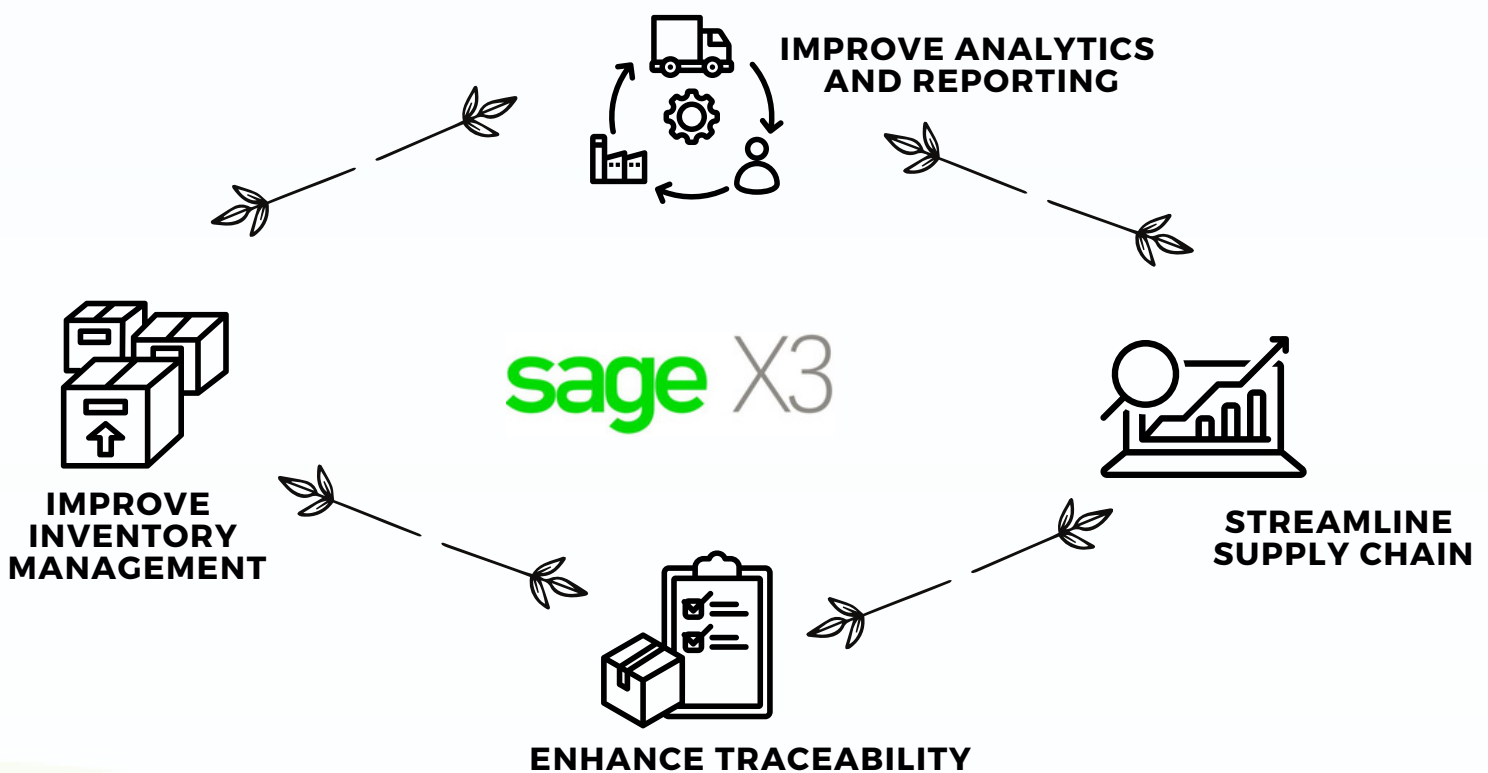 IMPROVE ANALYTICS
AND REPORTING
sage X3
IMPROVE
INVENTORY
MANAGEMENT
STREAMLINE
SUPPLY CHAIN
ENHANCE TRACEABILITY